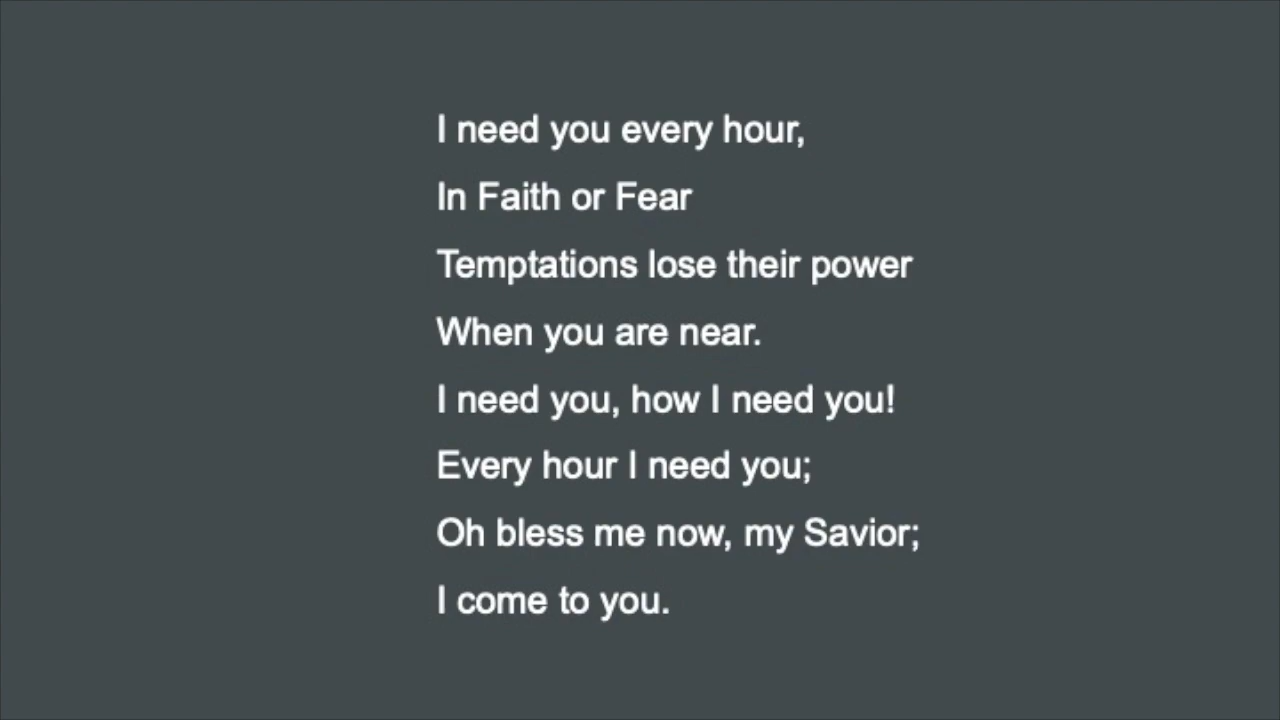 I need you every hour,
In Faith or Fear
Temptations lose their power
When you are near.
I need you, how I need you!
Every hour I need you;
Oh bless me now, my Savior;
I come to you.